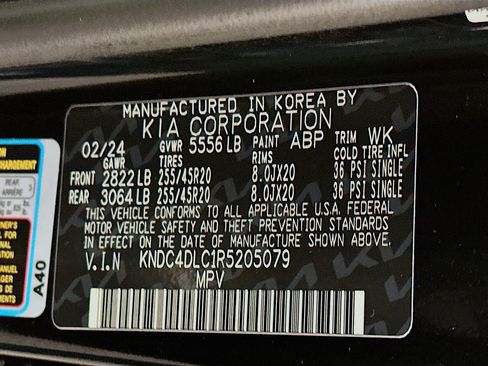 MANUFACTURED IN KOREA BY
KIA CORPORATION
02/24 GVWR 5556 LB PAINT ABP TRIM WK
GAWR TIRES RIMS COLD TIRE INFL
FRONT 2822 LB 255/45R20 8.0JX20 36 PSI SINGLE
REAR 3064 LB 255/45R20 8.0JX20 36 PSI SINGLE
THIS VEHICLE CONFORMS TO ALL APPLICABLE U.S.A. FEDERAL
MOTOR VEHICLE SAFETY AND THEFT PREVENTION STANDARDS
IN EFFECT ON THE DATE OF MANUFACTURE SHOWN ABOVE.
V.I.N KNDC4DLC1R5205079
MPV
REAR
ARRIÈRE
A40